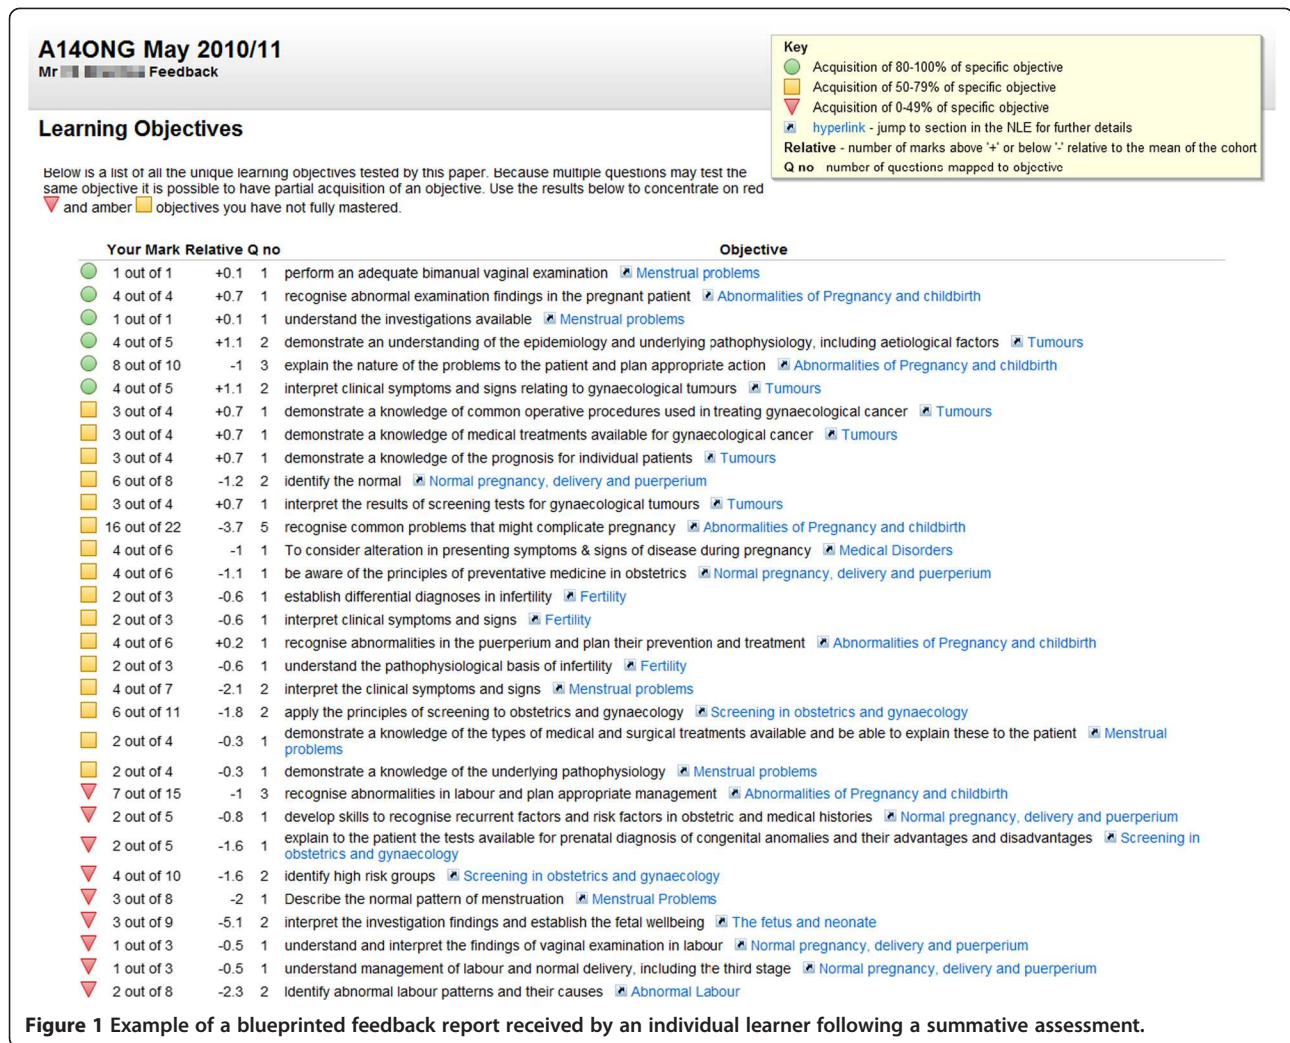 A14ONG May 2010/11
Mr Feedback
Key
Acquisition of 80-100% of specific objective
Acquisition of 50-79% of specific objective
Acquisition of 0-49% of specific objective
hyperlink - jump to section in the NLE for further details
Relative - number of marks above '+' or below '-' relative to the mean of the cohort
Q no number of questions mapped to objective
Learning Objectives
Below is a list of all the unique learning objectives tested by this paper. Because multiple questions may test the
same objective it is possible to have partial acquisition of an objective. Use the results below to concentrate on red
and amber objectives you have not fully mastered.
Your Mark Relative Q no Objective
1 out of 1 +0.1 1 perform an adequate bimanual vaginal examination Menstrual problems
4 out of 4 +0.7 1 recognise abnormal examination findings in the pregnant patient Abnormalities of Pregnancy and childbirth
1 out of 1 +0.1 1 understand the investigations available Menstrual problems
4 out of 5 +1.1 2 demonstrate an understanding of the epidemiology and underlying pathophysiology, including aetiological factors Tumours
8 out of 10 -1 3 explain the nature of the problems to the patient and plan appropriate action Abnormalities of Pregnancy and childbirth
4 out of 5 +1.1 2 interpret clinical symptoms and signs relating to gynaecological tumours Tumours
3 out of 4 +0.7 1 demonstrate a knowledge of common operative procedures used in treating gynaecological cancer Tumours
3 out of 4 +0.7 1 demonstrate a knowledge of medical treatments available for gynaecological cancer Tumours
3 out of 4 +0.7 1 demonstrate a knowledge of the prognosis for individual patients Tumours
6 out of 8 -1.2 2 identify the normal Normal pregnancy, delivery and puerperium
3 out of 4 +0.7 1 interpret the results of screening tests for gynaecological tumours Tumours
16 out of 22 -3.7 5 recognise common problems that might complicate pregnancy Abnormalities of Pregnancy and childbirth
4 out of 6 -1 1 To consider alteration in presenting symptoms & signs of disease during pregnancy Medical Disorders
4 out of 6 -1.1 1 be aware of the principles of preventative medicine in obstetrics Normal pregnancy, delivery and puerperium
2 out of 3 -0.6 1 establish differential diagnoses in infertility Fertility
2 out of 3 -0.6 1 interpret clinical symptoms and signs Fertility
4 out of 6 +0.2 1 recognise abnormalities in the puerperium and plan their prevention and treatment Abnormalities of Pregnancy and childbirth
2 out of 3 -0.6 1 understand the pathophysiological basis of infertility Fertility
4 out of 7 -2.1 2 interpret the clinical symptoms and signs Menstrual problems
6 out of 11 -1.8 2 apply the principles of screening to obstetrics and gynaecology Screening in obstetrics and gynaecology
2 out of 4 -0.3 1 demonstrate a knowledge of the types of medical and surgical treatments available and be able to explain these to the patient Menstrual
problems
2 out of 4 -0.3 1 demonstrate a knowledge of the underlying pathophysiology Menstrual problems
7 out of 15 -1 3 recognise abnormalities in labour and plan appropriate management Abnormalities of Pregnancy and childbirth
2 out of 5 -0.8 1 develop skills to recognise recurrent factors and risk factors in obstetric and medical histories Normal pregnancy, delivery and puerperium
2 out of 5 -1.6 1 explain to the patient the tests available for prenatal diagnosis of congenital anomalies and their advantages and disadvantages Screening in
obstetrics and gynaecology
4 out of 10 -1.6 2 identify high risk groups Screening in obstetrics and gynaecology
3 out of 8 -2 1 Describe the normal pattern of menstruation Menstrual Problems
3 out of 9 -5.1 2 interpret the investigation findings and establish the fetal wellbeing The fetus and neonate
1 out of 3 -0.5 1 understand and interpret the findings of vaginal examination in labour Normal pregnancy, delivery and puerperium
1 out of 3 -0.5 1 understand management of labour and normal delivery, including the third stage Normal pregnancy, delivery and puerperium
2 out of 8 -2.3 2 Identify abnormal labour patterns and their causes Abnormal Labour
Figure 1 Example of a blueprinted feedback report received by an individual learner following a summative assessment.